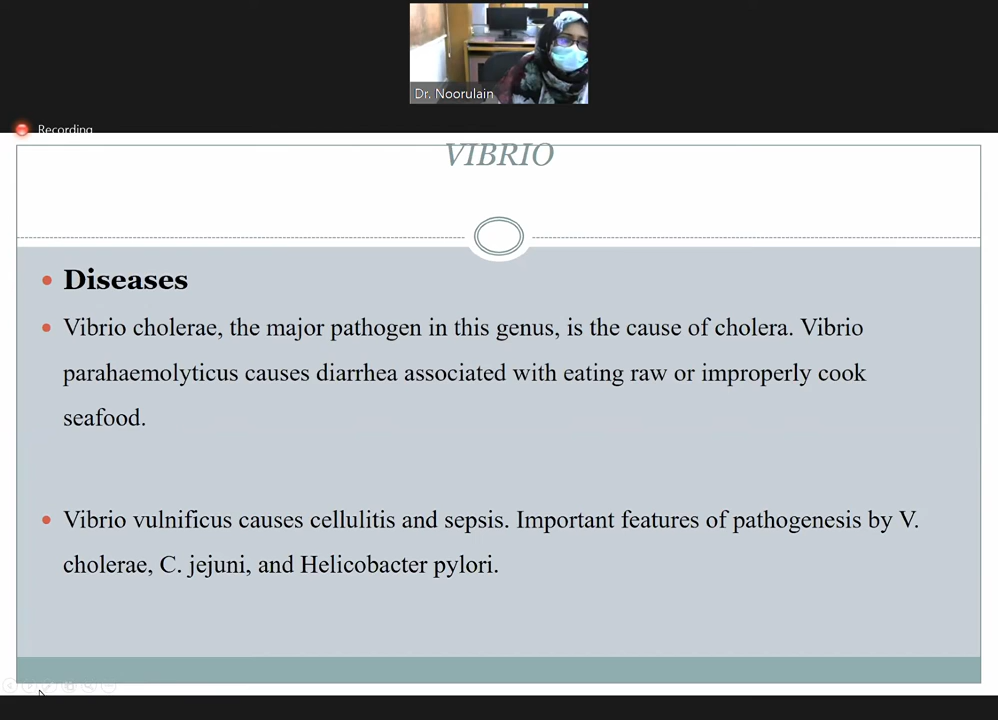 Dr. Noorulain
Recording
VIBRIO
Diseases
Vibrio cholerae, the major pathogen in this genus, is the cause of cholera. Vibrio
parahaemolyticus causes diarrhea associated with eating raw or improperly cook
seafood.
Vibrio vulnificus causes cellulitis and sepsis. Important features of pathogenesis by V.
cholerae, C. jejuni, and Helicobacter pylori.